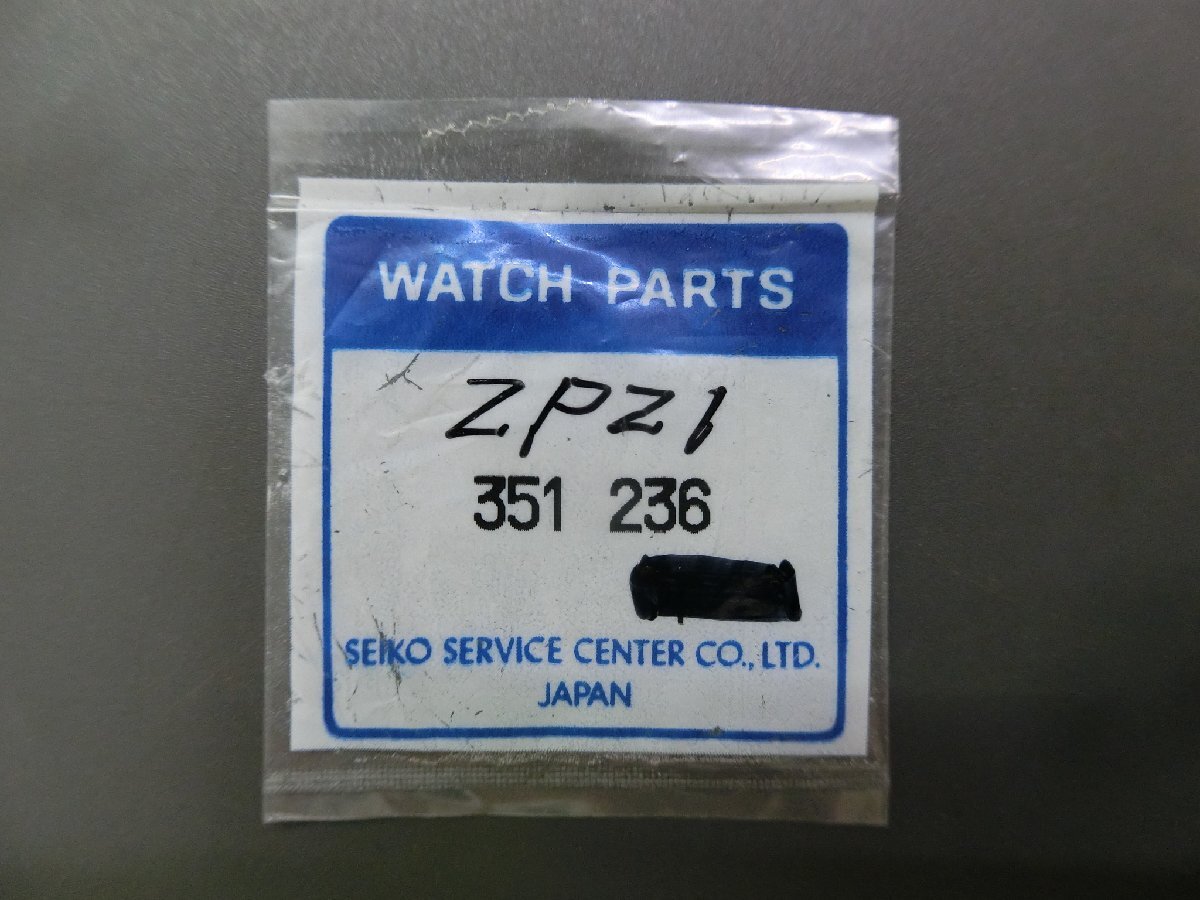 WATCH PARTS
ZPZ1
351 236
SEIKO SERVICE CENTER CO., LTD.
JAPAN